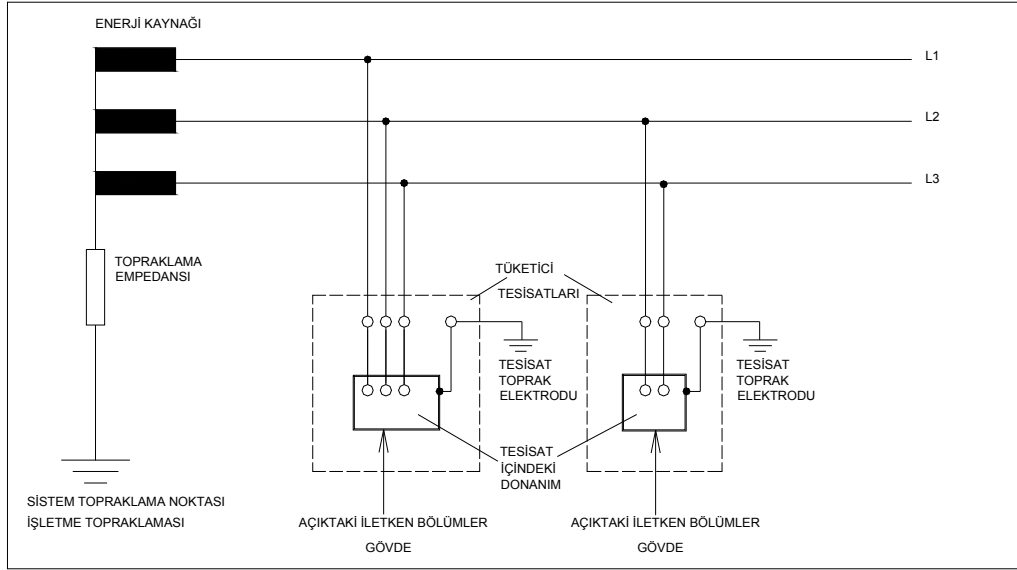 ENERJİ KAYNAĞI
L1
L2
L3
TOPRAKLAMA
EMPEDANSI
TÜKETİCİ
TESİSATLARI
TESİSAT
TOPRAK
ELEKTRODU
TESİSAT
TOPRAK
ELEKTRODU
TESİSAT
İÇİNDEKİ
DONANIM
SİSTEM TOPRAKLAMA NOKTASI
İŞLETME TOPRAKLAMASI
AÇIKTAKİ İLETKEN BÖLÜMLER
GÖVDE
AÇIKTAKİ İLETKEN BÖLÜMLER
GÖVDE